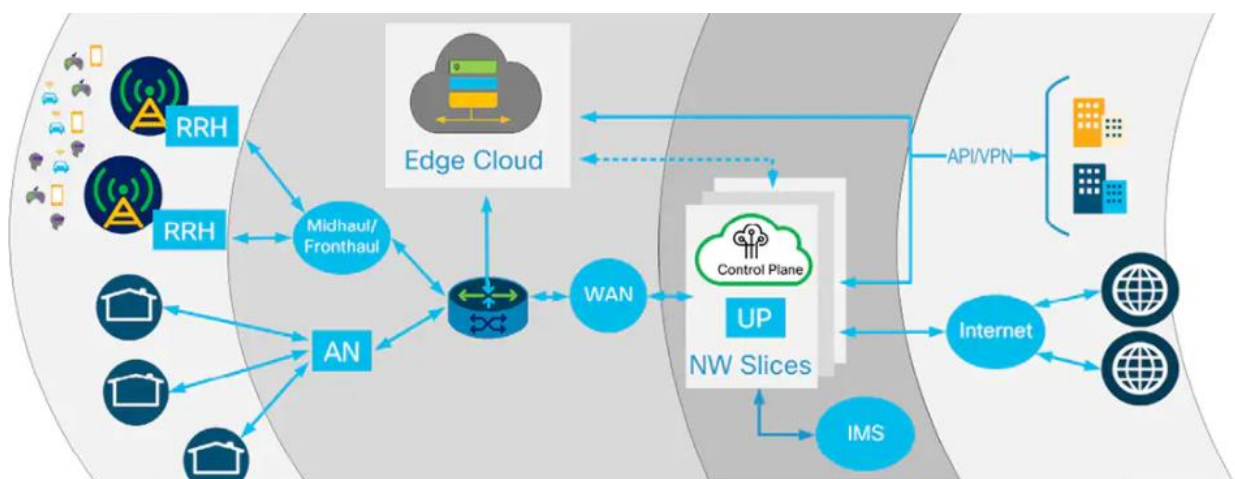 RRH
RRH
Midhaul/
Fronthaul
AN
Edge Cloud
WAN
Control Plane
UP
NW Slices
IMS
API/VPN
Internet